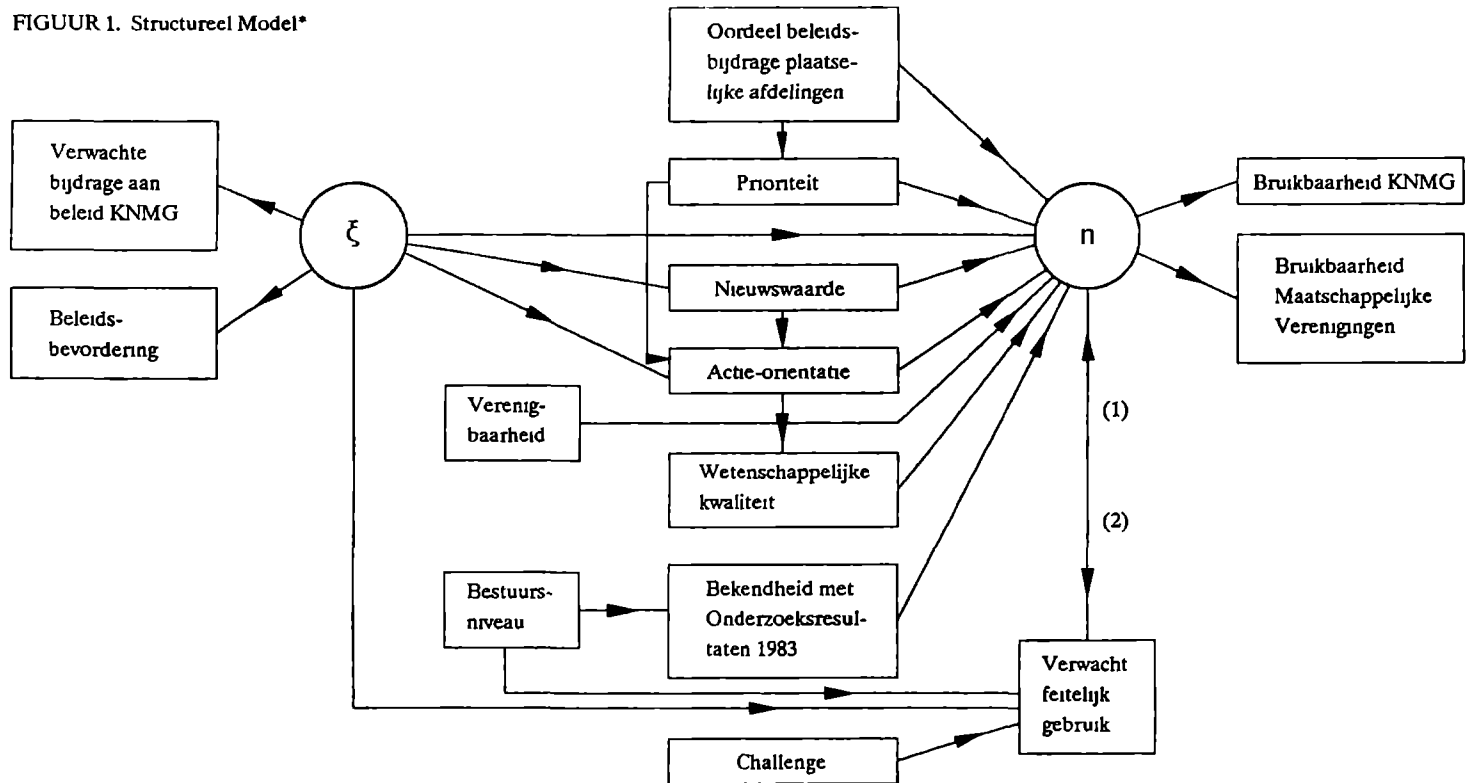 FIGUUR 1. Structureel Model*
Oordeel beleids-
bijdrage plaatse-
lijke afdelingen
Verwachte
bijdrage aan
beleid KNMG
Prioriteit
Bruikbaarheid KNMG
ξ
n
Nieuwswaarde
Bruikbaarheid
Maatschappelijke
Verenigingen
Beleids-
bevordering
Actie-orientatie
Verenig-
baarheid
(1)
Wetenschappelijke
kwaliteit
(2)
Bestuurs-
niveau
Bekendheid met
Onderzoeksresul-
taten 1983
Verwacht
feitelijk
gebruik
Challenge